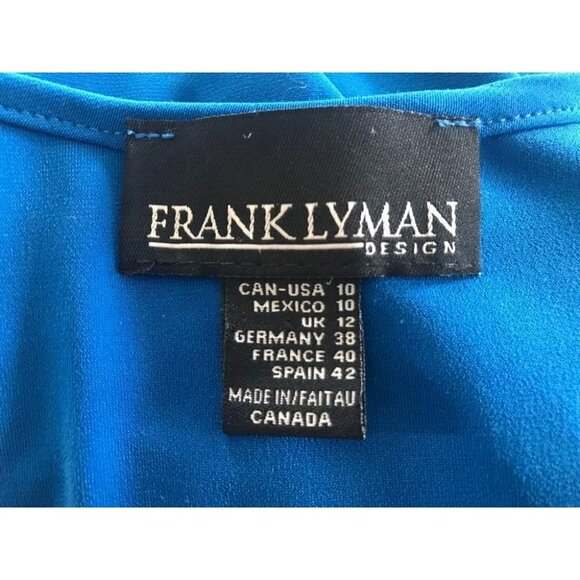 FRANK LYMAN
DESIGN
CAN-USA 10
MEXICO 10
UK 12
GERMANY 38
FRANCE 40
SPAIN 42
MADE IN/FAIT AU
CANADA